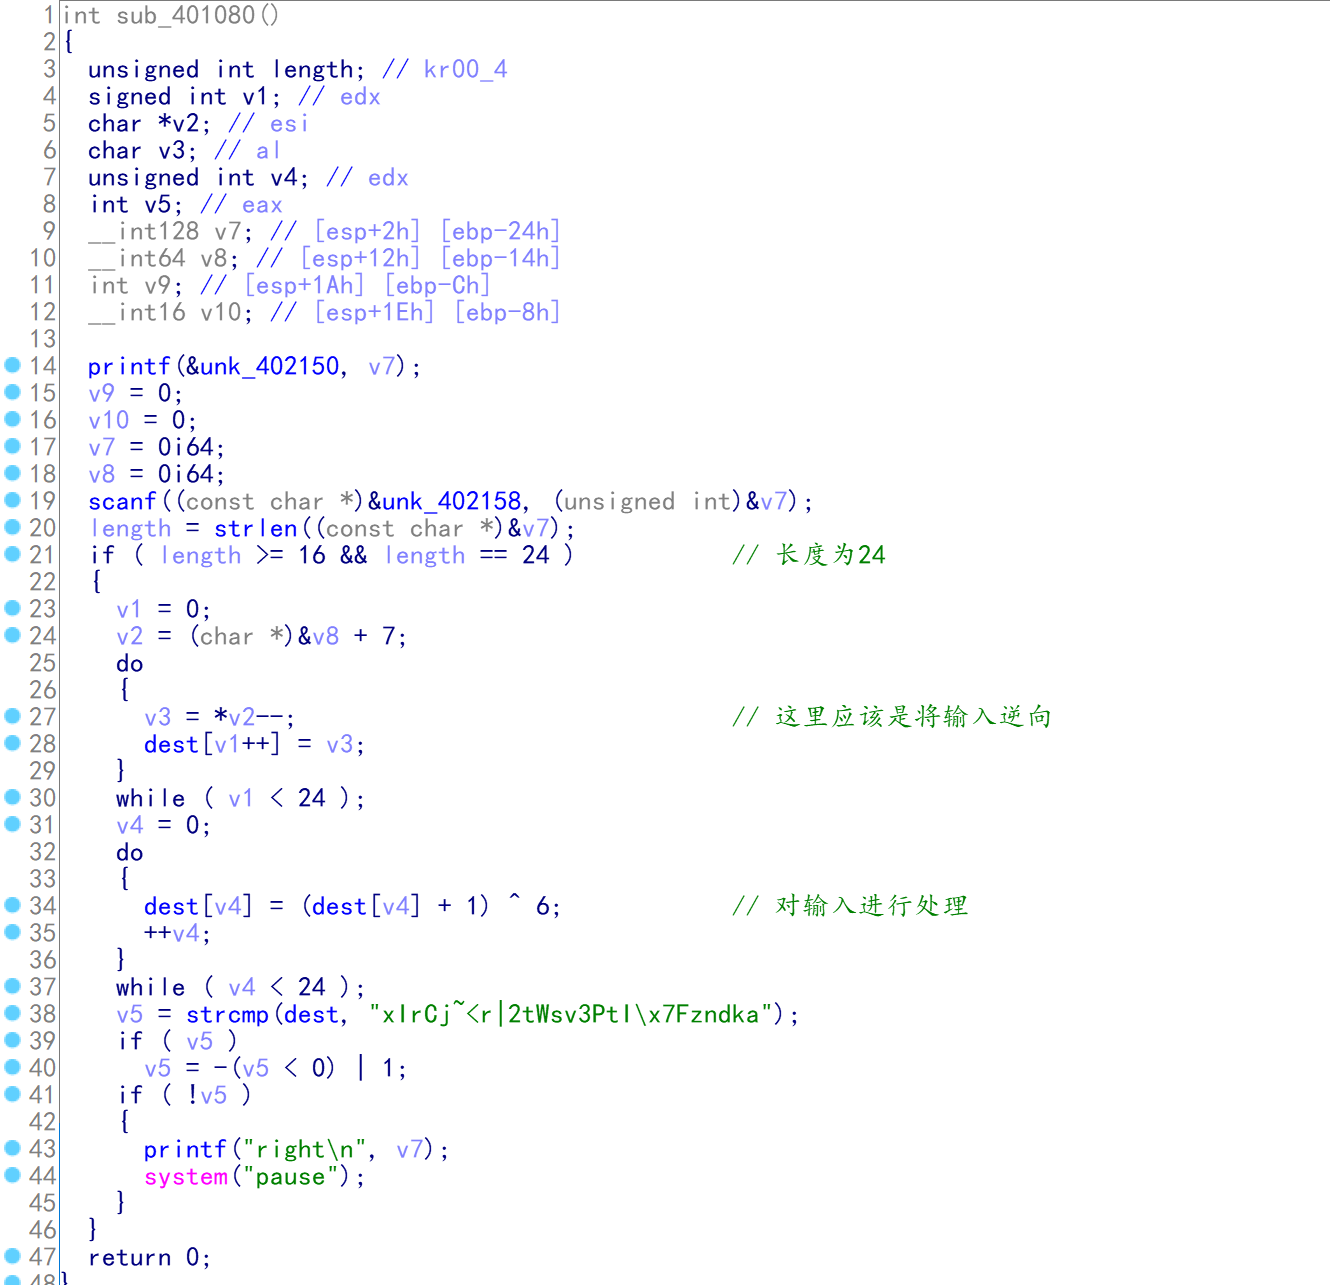 1 int sub_401080()
2 {
3 unsigned int length; // kr00_4
4 signed int v1; // edx
5 char *v2; // esi
6 char v3; // al
7 unsigned int v4; // edx
8 int v5; // eax
9 __int128 v7; // [esp+2h] [ebp-24h]
10 __int64 v8; // [esp+12h] [ebp-14h]
11 int v9; // [esp+1Ah] [ebp-Ch]
12 __int16 v10; // [esp+1Eh] [ebp-8h]
13
14 printf(&unk_402150, v7);
15 v9 = 0;
16 v10 = 0;
17 v7 = 0i64;
18 v8 = 0i64;
19 scanf((const char *)&unk_402158, (unsigned int)&v7);
20 length = strlen((const char *)&v7);
21 if ( length >= 16 && length == 24 ) // 长度为24
22 {
23 v1 = 0;
24 v2 = (char *)&v8 + 7;
25 do
26 {
27 v3 = *v2--; // 这里应该是将输入逆向
28 dest[v1++] = v3;
29 }
30 while ( v1 < 24 );
31 v4 = 0;
32 do
33 {
34 dest[v4] = (dest[v4] + 1) ^ 6; // 对输入进行处理
35 ++v4;
36 }
37 while ( v4 < 24 );
38 v5 = strcmp(dest, "xIrCj~<r|2tWsv3PtI\x7Fzndka");
39 if ( v5 )
40 v5 = -(v5 < 0) | 1;
41 if ( !v5 )
42 {
43 printf("right\n", v7);
44 system("pause");
45 }
46 }
47 return 0;
48 }